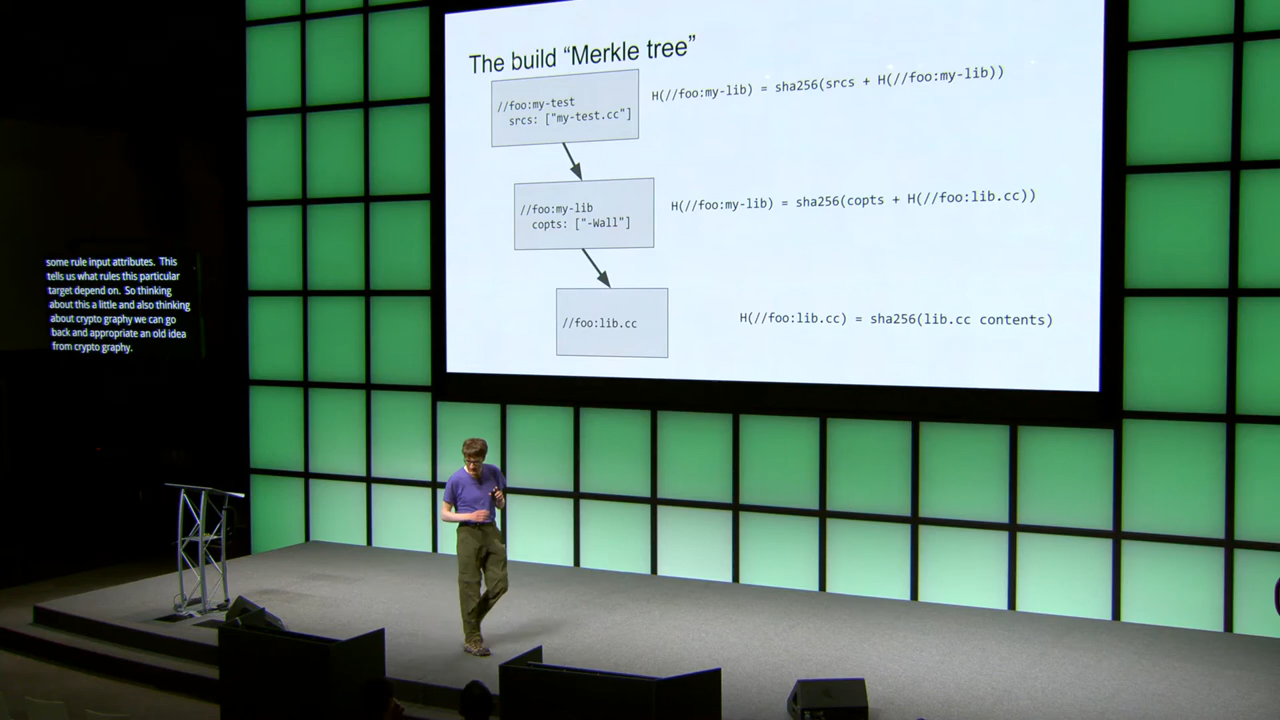 The build “Merkle tree”
//foo:my-test
srcs: ["my-test.cc"]
H(//foo:my-lib) = sha256(srcs + H(//foo:my-lib))
//foo:my-lib
copts: ["-Wall"]
H(//foo:my-lib) = sha256(copts + H(//foo:lib.cc))
//foo:lib.cc
H(//foo:lib.cc) = sha256(lib.cc contents)
some rule input attributes. This
tells us what rules this particular
target depend on. So thinking
about this a little and also thinking
about crypto graphy we can go
back and appropriate an old idea
from crypto graphy.